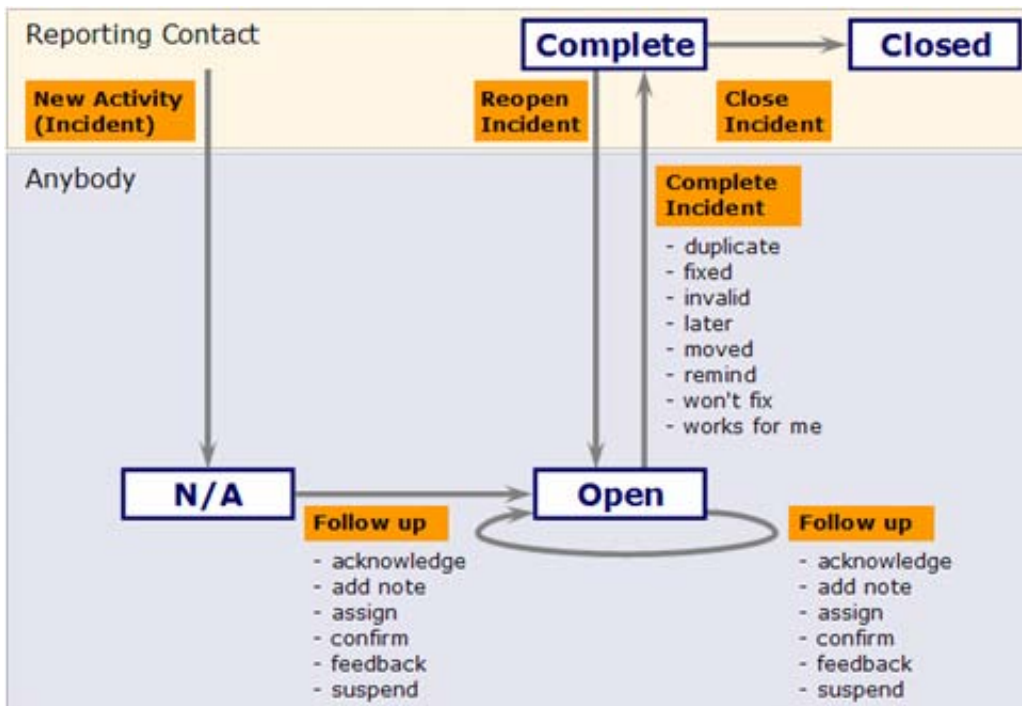 Reporting Contact
Complete
Closed
New Activity
(Incident)
Reopen
Incident
Close
Incident
Anybody
Complete
Incident
- duplicate
- fixed
- invalid
- later
- moved
- remind
- won't fix
- works for me
N/A
Open
Follow up
- acknowledge
- add note
- assign
- confirm
- feedback
- suspend
Follow up
- acknowledge
- add note
- assign
- confirm
- feedback
- suspend